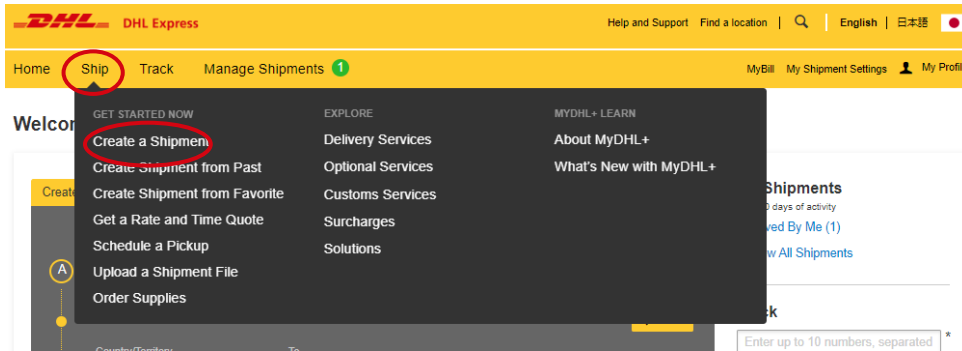 DHL DHL Express
Help and Support Find a location | English | 日本語
Home Ship Track Manage Shipments 1
MyBill My Shipment Settings My Profil
Welcor
GET STARTED NOW
Create a Shipment
Create Shipment from Past
Create Shipment from Favorite
Get a Rate and Time Quote
Schedule a Pickup
Upload a Shipment File
Order Supplies
EXPLORE
Delivery Services
Optional Services
Customs Services
Surcharges
Solutions
MYDHL+ LEARN
About MyDHL+
What's New with MyDHL+
Create
A
Country/Territory To
Shipments
0 days of activity
ved By Me (1)
w All Shipments
k
Enter up to 10 numbers, separated *